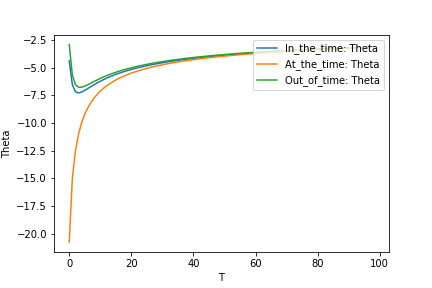 −2.5
−5.0
−7.5
−10.0
−12.5
−15.0
−17.5
−20.0
Theta
In_the_time: Theta
At_the_time: Theta
Out_of_time: Theta
0 20 40 60 80 100
T